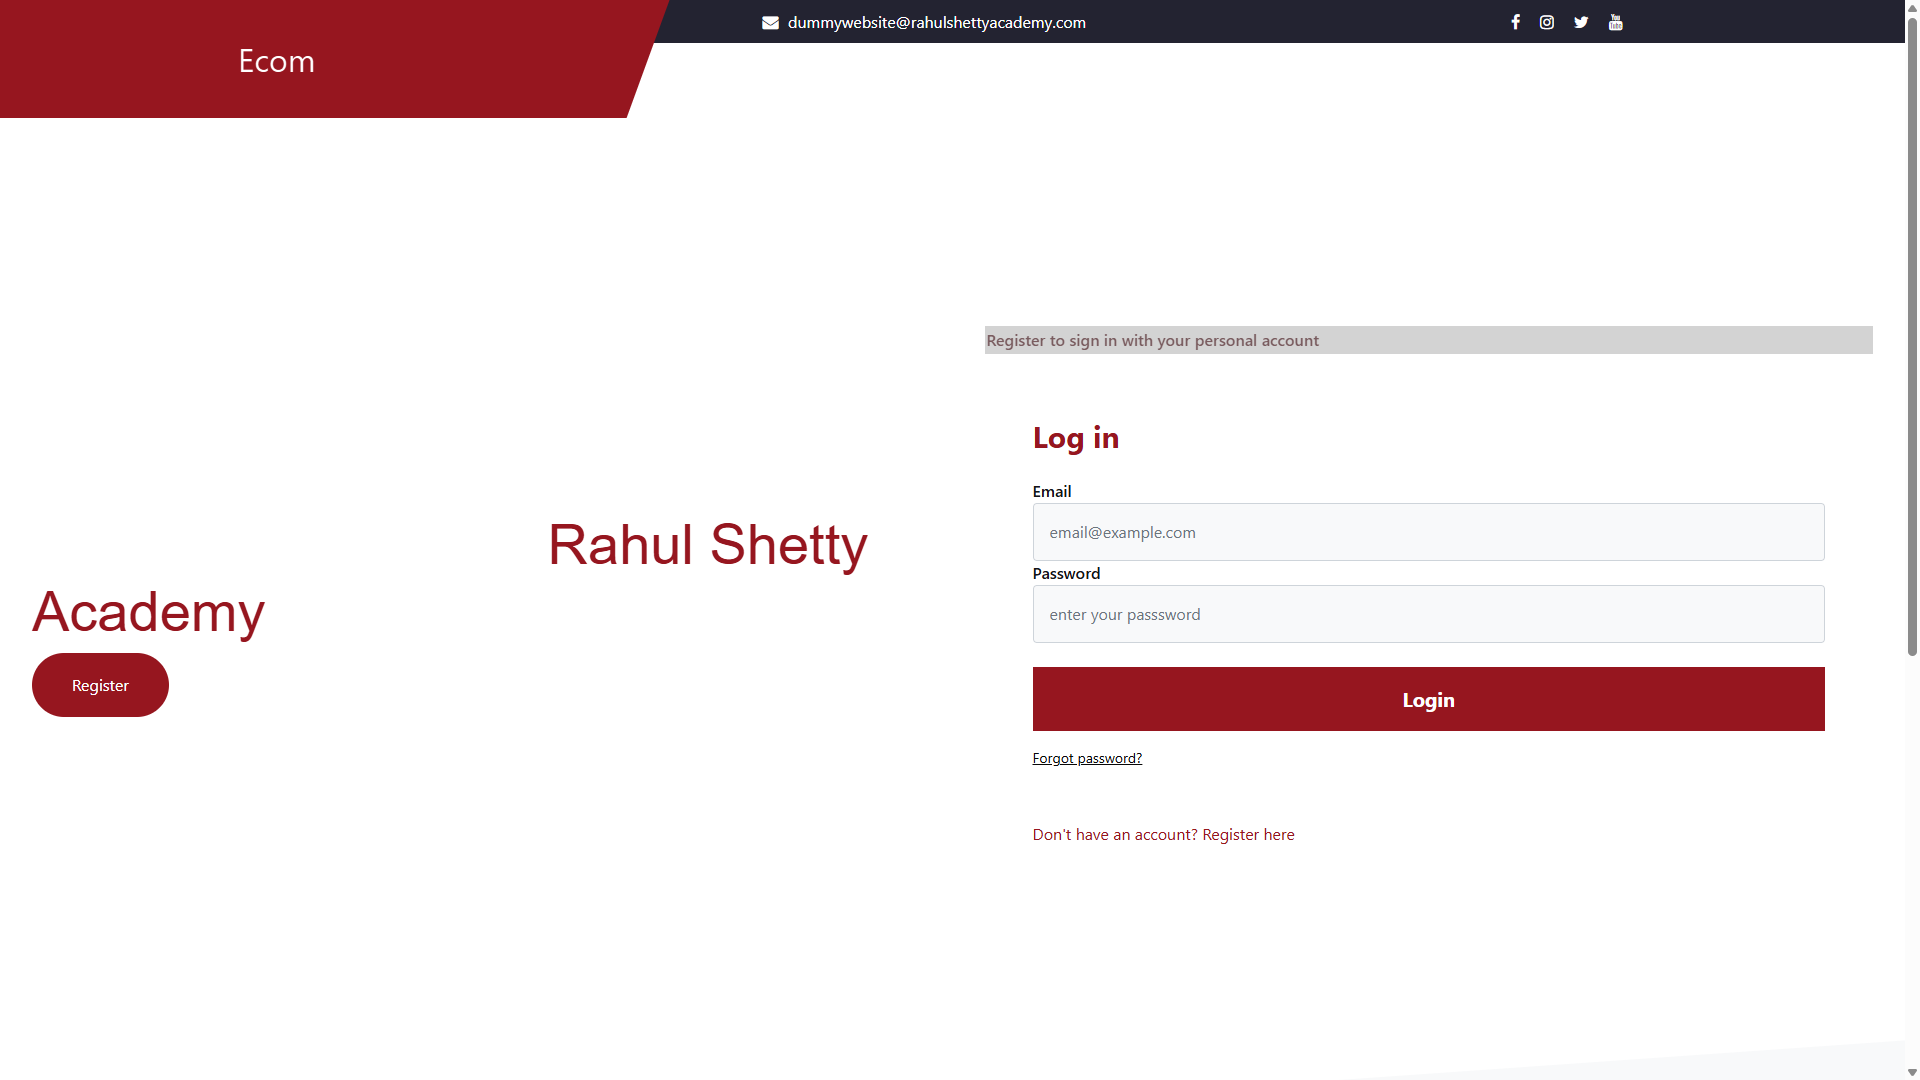 Ecom
dummywebsite@rahulshettyacademy.com
Register to sign in with your personal account
Log in
Email
email@example.com
Password
enter your passsword
Login
Forgot password?
Don't have an account? Register here
Rahul Shetty
Academy
Register